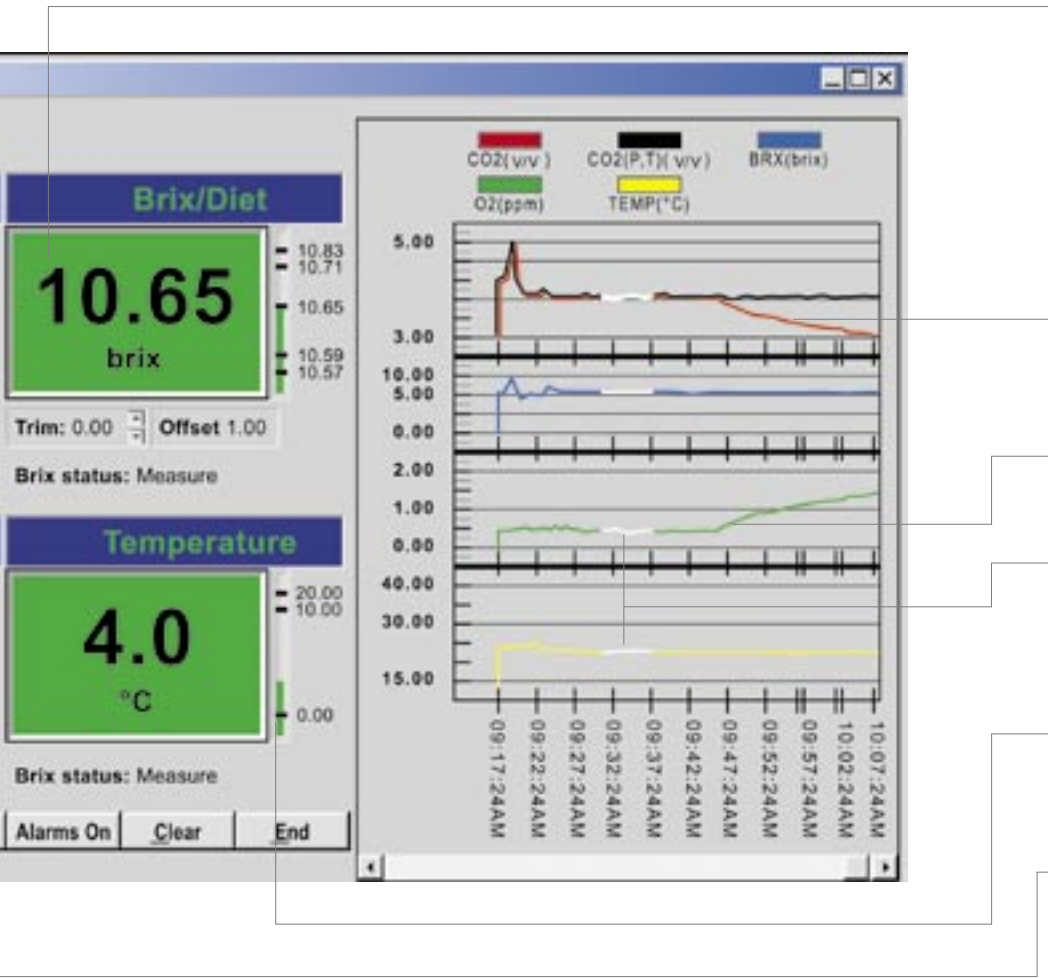 Brix/Diet
10.65
brix
10.83
10.71
10.65
10.59
10.57
Trim: 0.00 Offset 1.00
Brix status: Measure
Temperature
4.0
°C
20.00
10.00
0.00
Brix status: Measure
Alarms On Clear End
CO2( v/v ) CO2(P,T)( v/v ) BRX(brix)
O2(ppm) TEMP(°C)
5.00
3.00
10.00
5.00
0.00
2.00
1.00
0.00
40.00
30.00
15.00
09:17:24AM
09:22:24AM
09:27:24AM
09:32:24AM
09:37:24AM
09:42:24AM
09:47:24AM
09:52:24AM
09:57:24AM
10:02:24AM
10:07:24AM